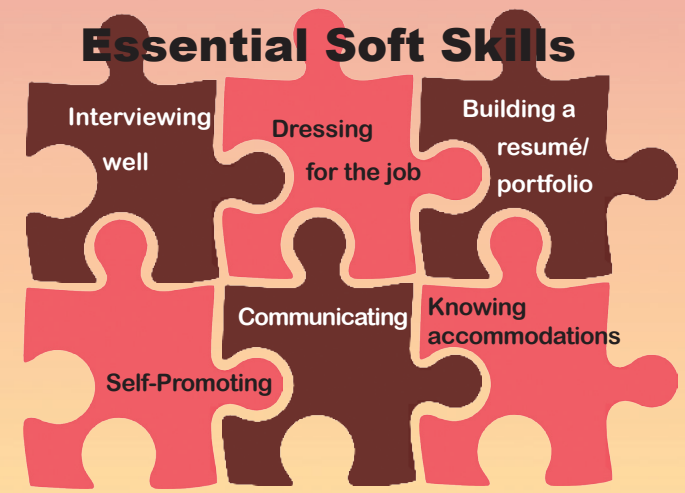 Essential Soft Skills
Interviewing
well
Dressing
for the job
Building a
resumé/
portfolio
Self-Promoting
Communicating
Knowing
accommodations